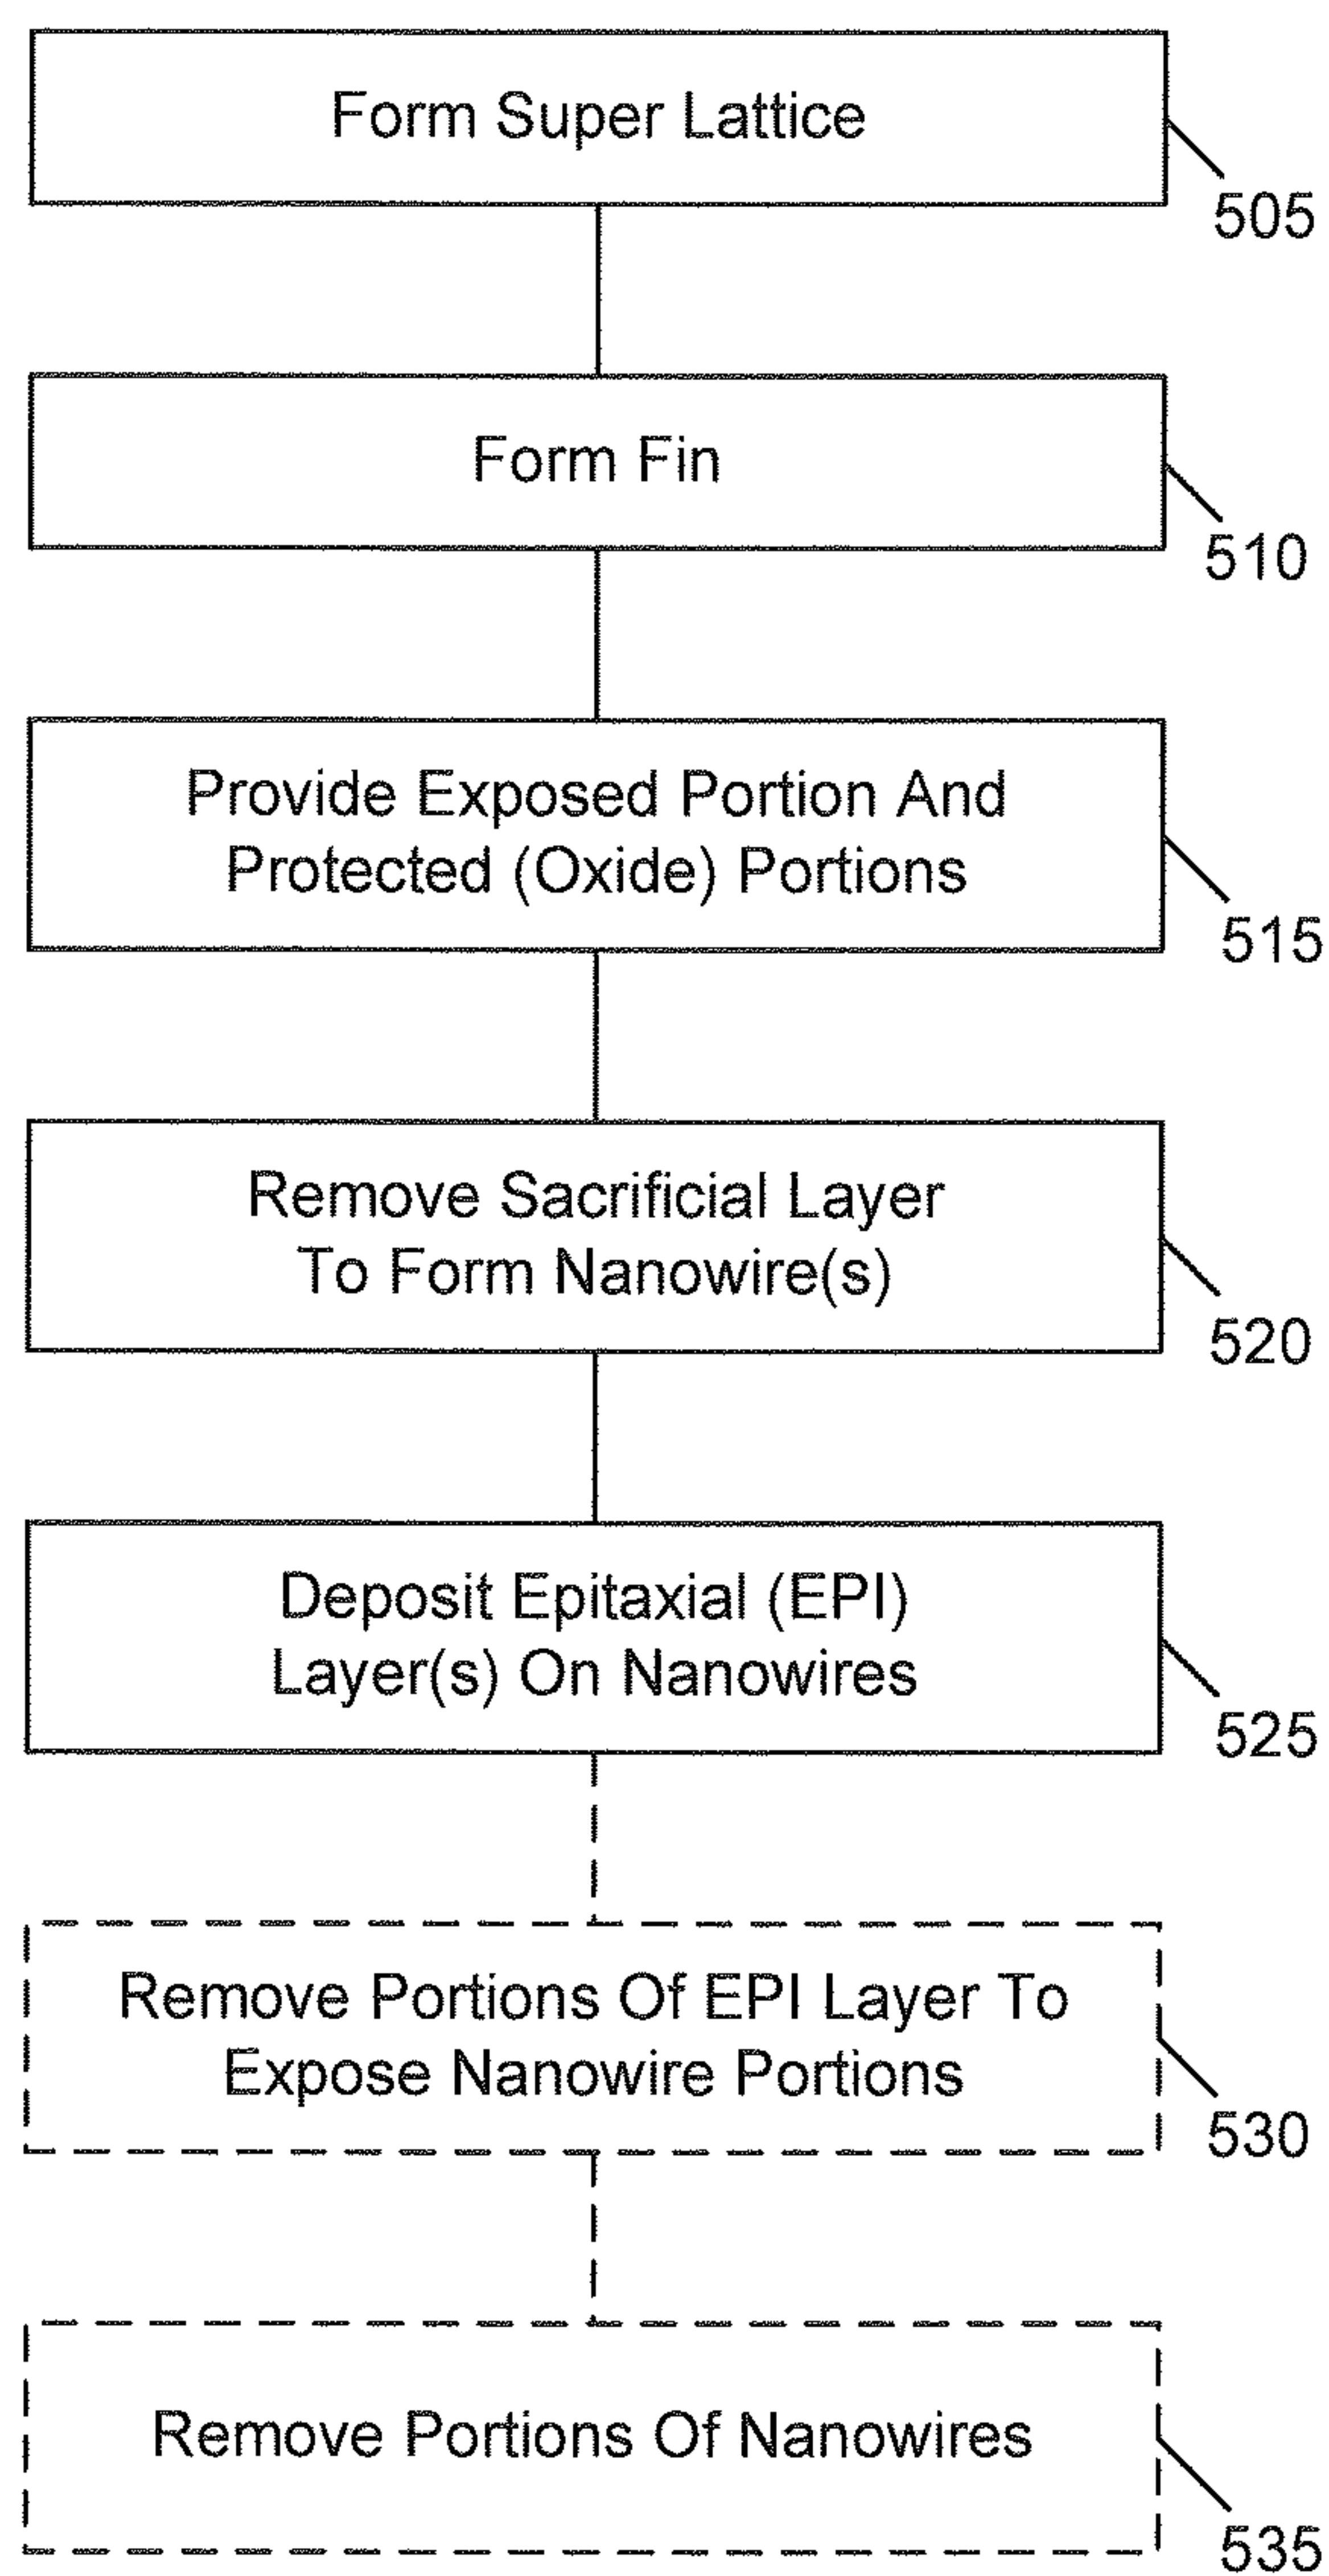 Form Super Lattice
505
Form Fin
510
Provide Exposed Portion And
Protected (Oxide) Portions
515
Remove Sacrificial Layer
To Form Nanowire(s)
520
Deposit Epitaxial (EPI)
Layer(s) On Nanowires
525
Remove Portions Of EPI Layer To
Expose Nanowire Portions
530
Remove Portions Of Nanowires
535